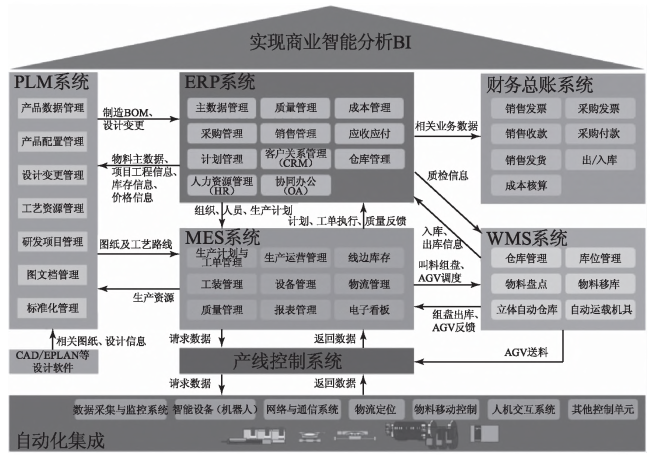 实现商业智能分析BI
PLM系统
产品数据管理
产品配置管理
设计变更管理
工艺资源管理
研发项目管理
图文档管理
标准化管理
制造BOM、
设计变更
物料主数据、
项目工程信息、
库存信息、
价格信息
图纸及工艺路线
生产资源
相关图纸、设计信息
CAD/EPLAN等
设计软件
ERP系统
主数据管理
质量管理
成本管理
采购管理
销售管理
应收应付
计划管理
客户关系管理
(CRM)
仓库管理
人力资源管理
(HR)
协同办公
(OA)
相关业务数据
财务总账系统
销售发票
采购发票
销售收款
采购付款
销售发货
出/入库
成本核算
质检信息
入库、
出库信息
组织、人员、生产计划
计划、工单执行、质量反馈
MES系统
生产计划与
工单管理
生产运营管理
线边库存
工装管理
设备管理
物流管理
质量管理
报表管理
电子看板
叫料组盘、
AGV调度
组盘出库、
AGV反馈
WMS系统
仓库管理
库位管理
物料盘点
物料移库
立体自动仓库
自动运载机具
请求数据
返回数据
产线控制系统
AGV送料
请求数据
返回数据
数据采集与监控系统
智能设备(机器人)
网络与通信系统
物流定位
物料移动控制
人机交互系统
其他控制单元
自动化集成